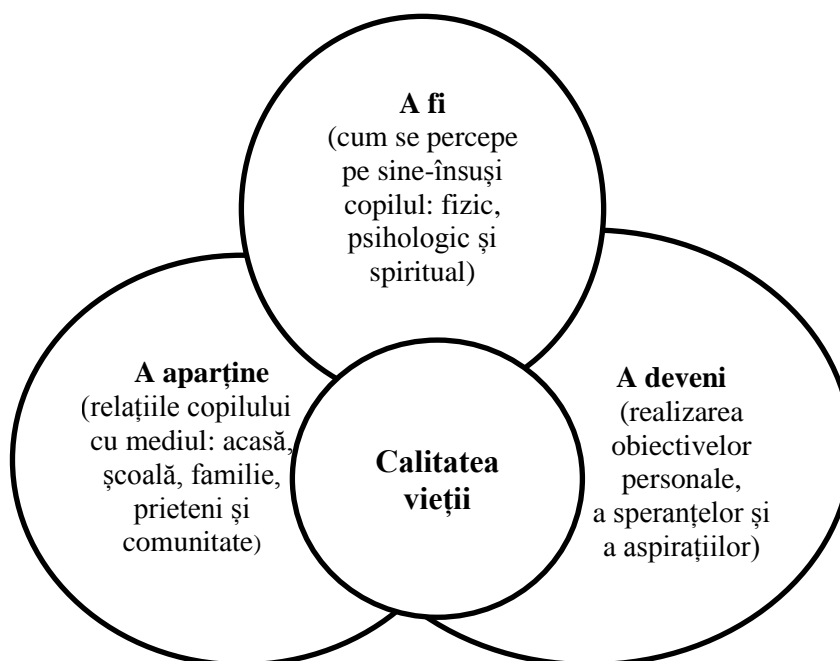 A fi
(cum se percepe
pe sine-însuși
copilul: fizic,
psihologic și
spiritual)
A aparține
(relațiile copilului
cu mediul: acasă,
școală, familie,
prieteni și
comunitate)
Calitatea
vieții
A deveni
(realizarea
obiectivelor
personale,
a speranțelor și
a aspirațiilor)